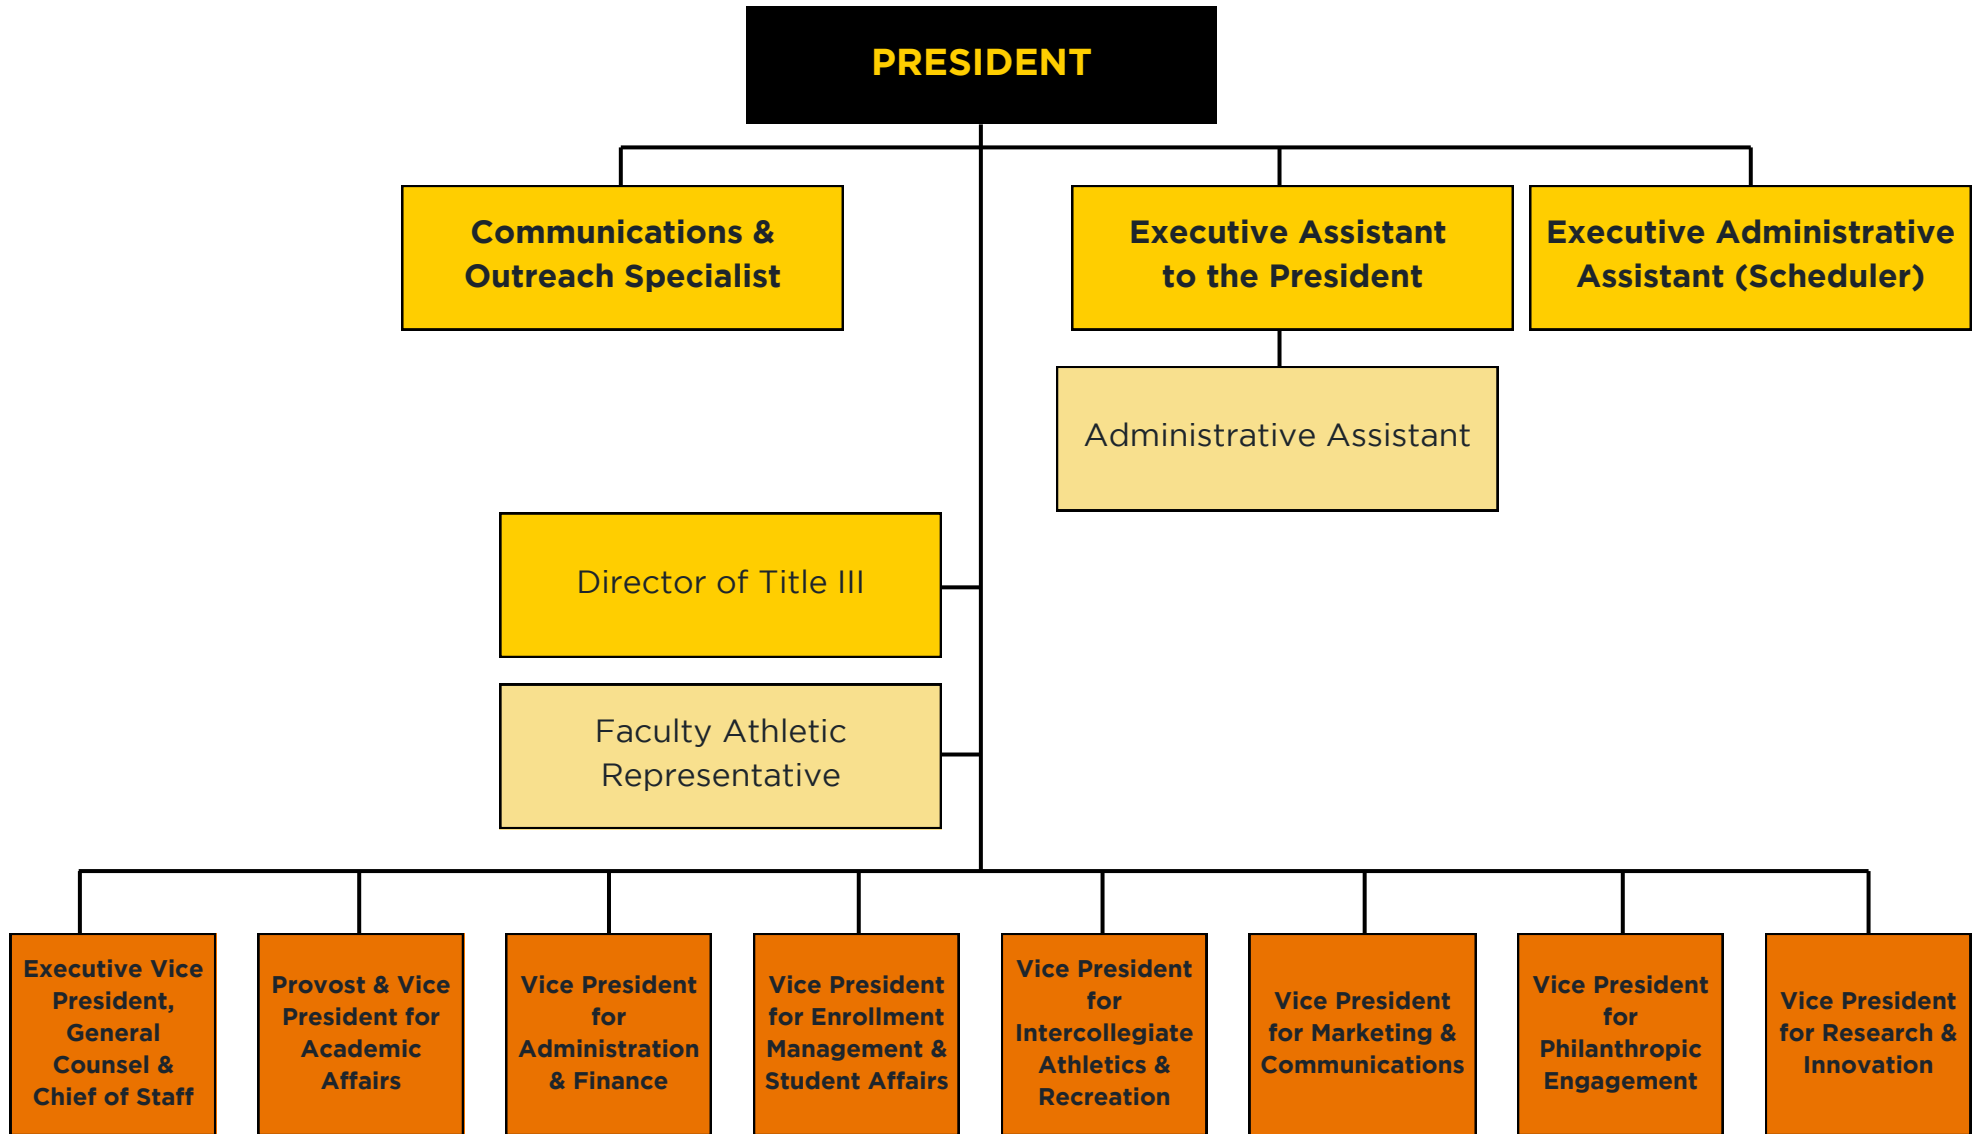 PRESIDENT
Communications &
Outreach Specialist
Executive Assistant
to the President
Executive Administrative
Assistant (Scheduler)
Administrative Assistant
Director of Title III
Faculty Athletic
Representative
Executive Vice
President,
General
Counsel &
Chief of Staff
Provost & Vice
President for
Academic
Affairs
Vice President
for
Administration
& Finance
Vice President
for Enrollment
Management &
Student Affairs
Vice President
for
Intercollegiate
Athletics &
Recreation
Vice President
for Marketing &
Communications
Vice President
for
Philanthropic
Engagement
Vice President
for Research &
Innovation